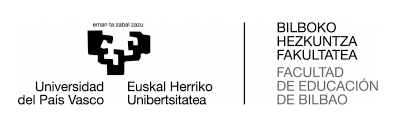 eman ta zabal zazu
Universidad
del País Vasco
Euskal Herriko
Unibertsitatea
BILBOKO
HEZKUNTZA
FAKULTATEA
FACULTAD
DE EDUCACIÓN
DE BILBAO